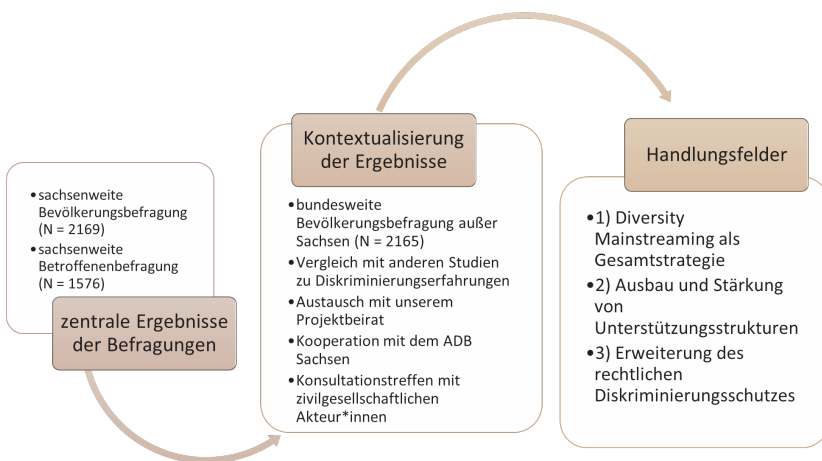 •sachsenweite
Bevölkerungsbefragung
(N = 2169)
•sachsenweite
Betroffenenbefragung
(N = 1576)
zentrale Ergebnisse
der Befragungen
Kontextualisierung
der Ergebnisse
•bundesweite
Bevölkerungsbefragung außer
Sachsen (N = 2165)
•Vergleich mit anderen Studien
zu Diskriminierungserfahrungen
•Austausch mit unserem
Projektbeirat
•Kooperation mit dem ADB
Sachsen
•Konsultationstreffen mit
zivilgesellschaftlichen
Akteur*innen
Handlungsfelder
•1) Diversity
Mainstreaming als
Gesamtstrategie
•2) Ausbau und Stärkung
von
Unterstützungsstrukturen
•3) Erweiterung des
rechtlichen
Diskriminierungsschutzes